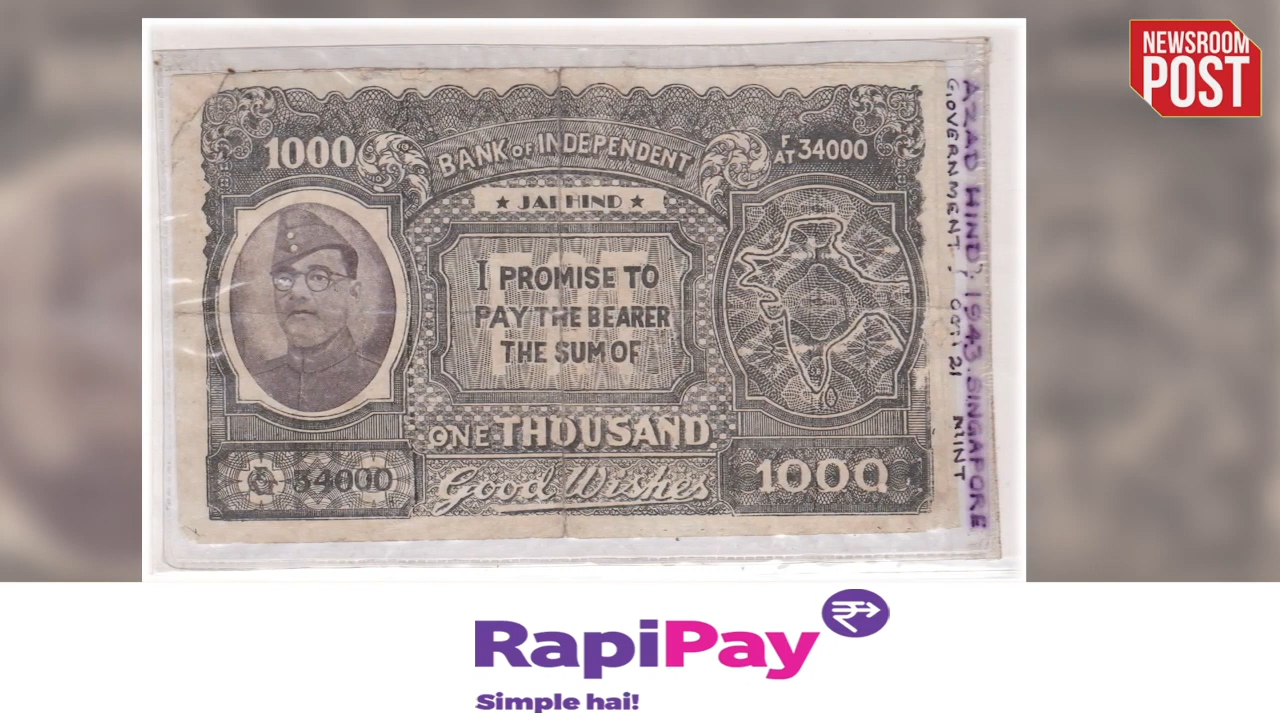 NEWSROOM
POST
1000
BANK OF INDEPENDENT
F/AT 34000
★ JAI HIND ★
I PROMISE TO
PAY THE BEARER
THE SUM OF
ONE THOUSAND
34000
Good Wishes
1000
AZAD HIND; 1943. SINGAPORE
GOVERNMENT; MINT
RapiPay
Simple hai!